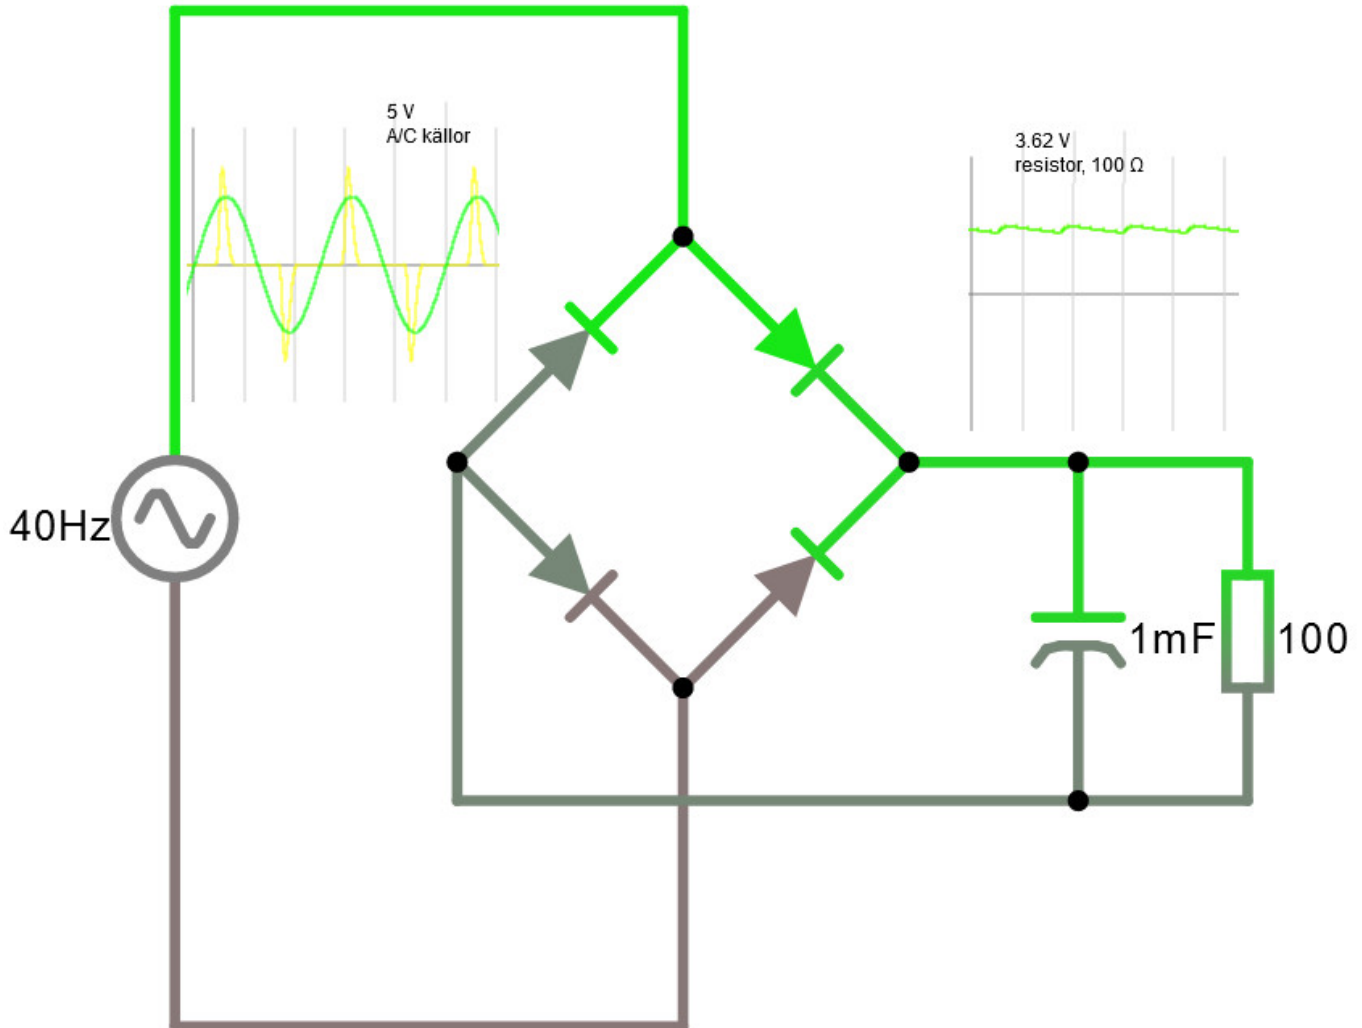 5 V
A/C källor
3.62 V
resistor, 100 Ω
40Hz
1mF
100